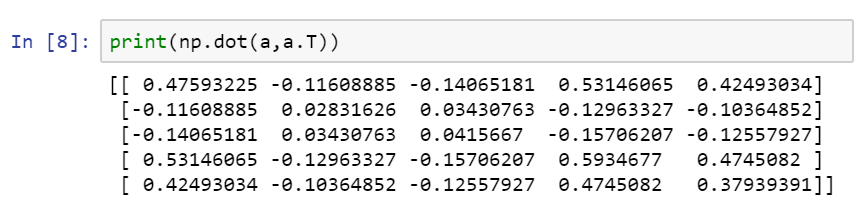 In [8]: print(np.dot(a,a.T))
[[ 0.47593225 -0.11608885 -0.14065181  0.53146065  0.42493034]
 [-0.11608885  0.02831626  0.03430763 -0.12963327 -0.10364852]
 [-0.14065181  0.03430763  0.0415667  -0.15706207 -0.12557927]
 [ 0.53146065 -0.12963327 -0.15706207  0.5934677   0.4745082 ]
 [ 0.42493034 -0.10364852 -0.12557927  0.4745082   0.37939391]]